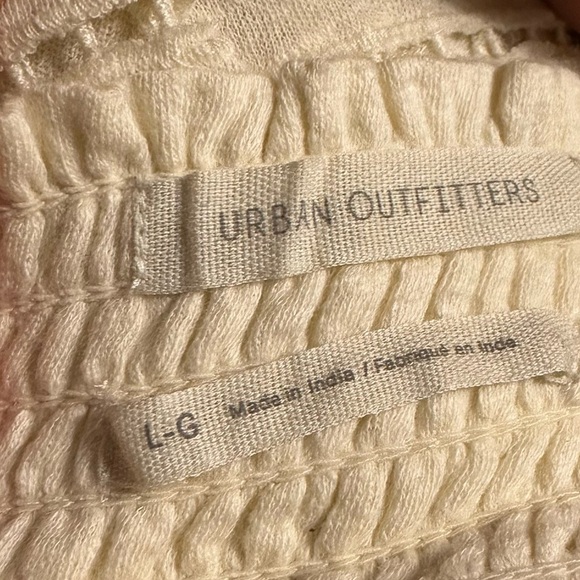 URBAN OUTFITTERS
L-G Made in India / Fabriqué en Inde